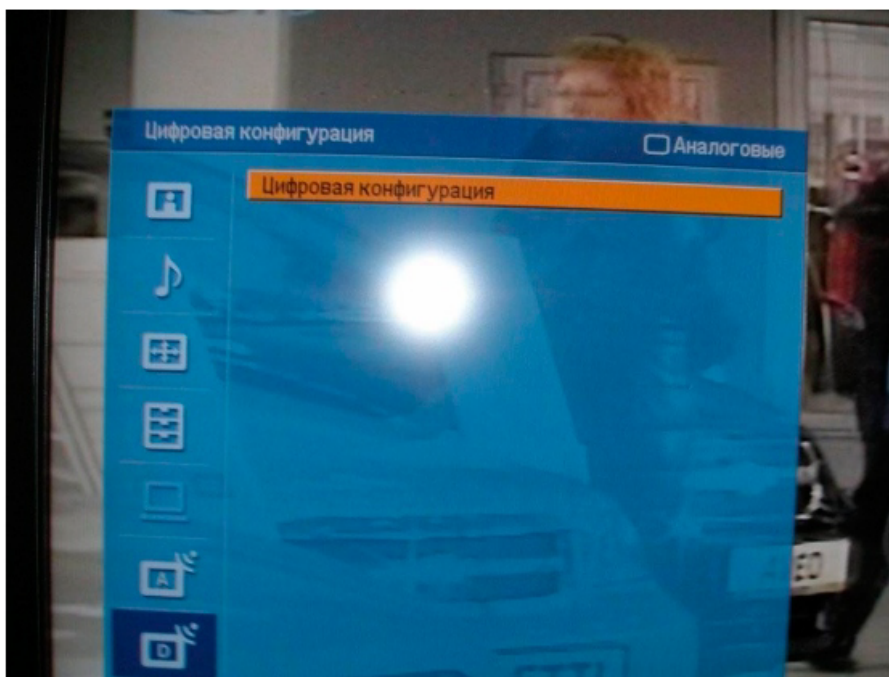 Цифровая конфигурация
Аналоговые
Цифровая конфигурация
A
D